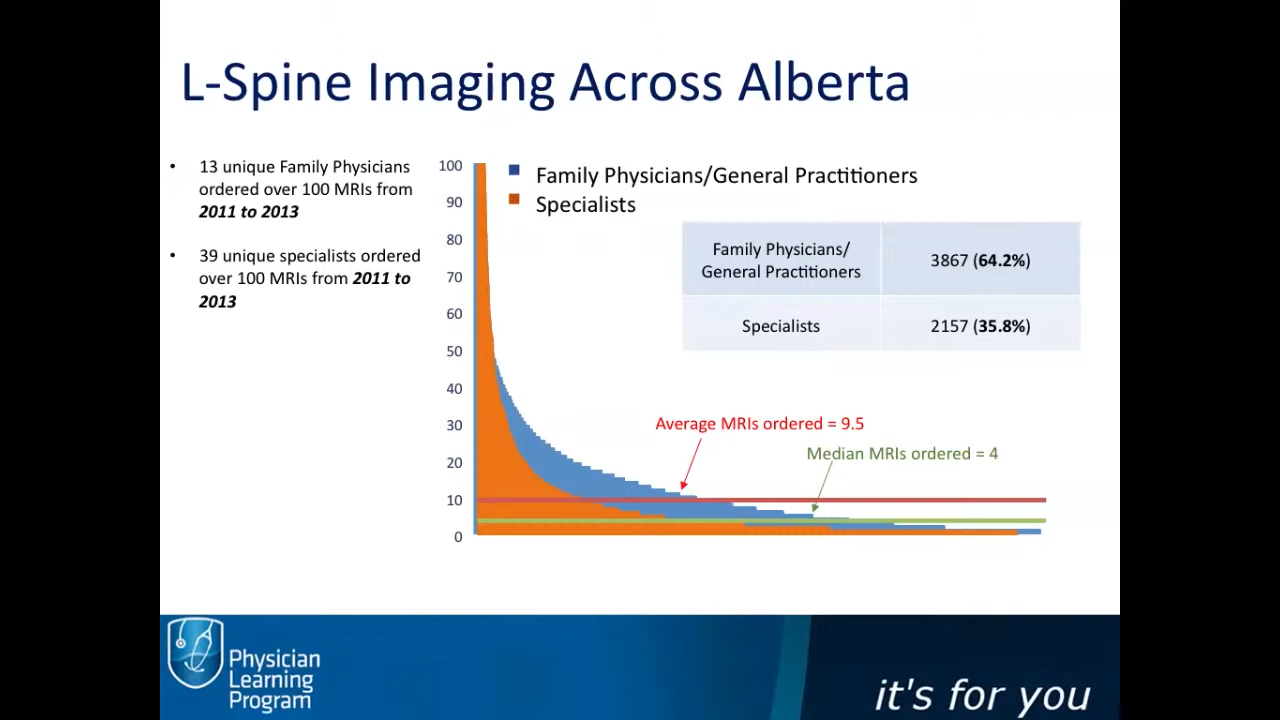 L-Spine Imaging Across Alberta
• 13 unique Family Physicians
ordered over 100 MRIs from
2011 to 2013
• 39 unique specialists ordered
over 100 MRIs from 2011 to
2013
100
90
80
70
60
50
40
30
20
10
0
Family Physicians/General Practitioners
Specialists
Family Physicians/
General Practitioners
3867 (64.2%)
Specialists
2157 (35.8%)
Average MRIs ordered = 9.5
Median MRIs ordered = 4
Physician
Learning
Program
it's for you